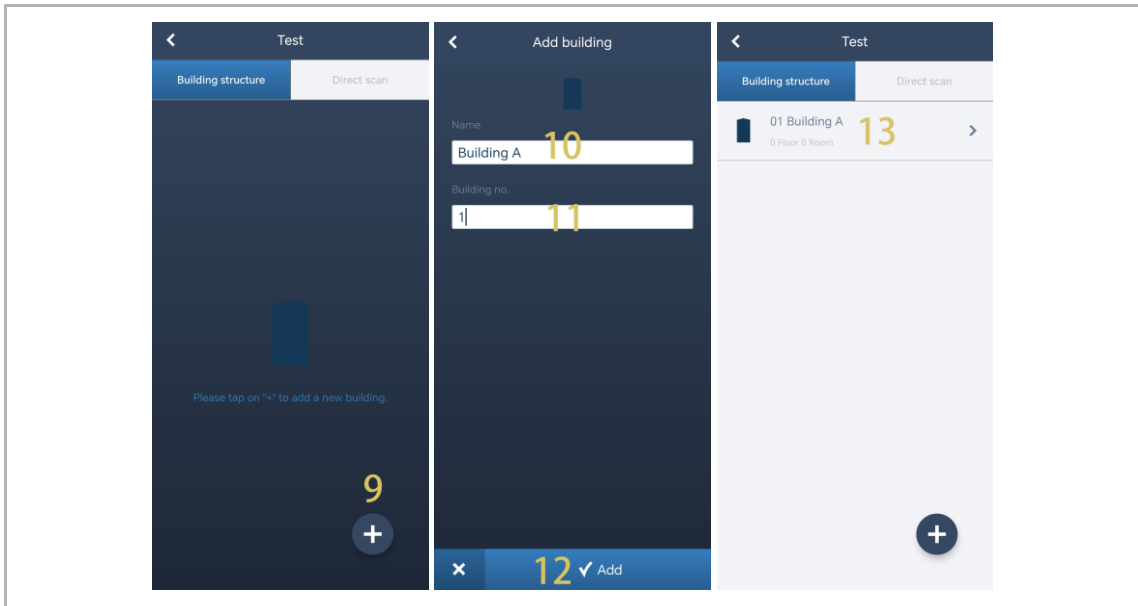 Test
Building structure
Direct scan
Please tap on "+" to add a new building.
9
Add building
Name
Building A
10
Building no.
1
11
12
Add
Test
Building structure
Direct scan
01 Building A
0 Floor 0 Room
13